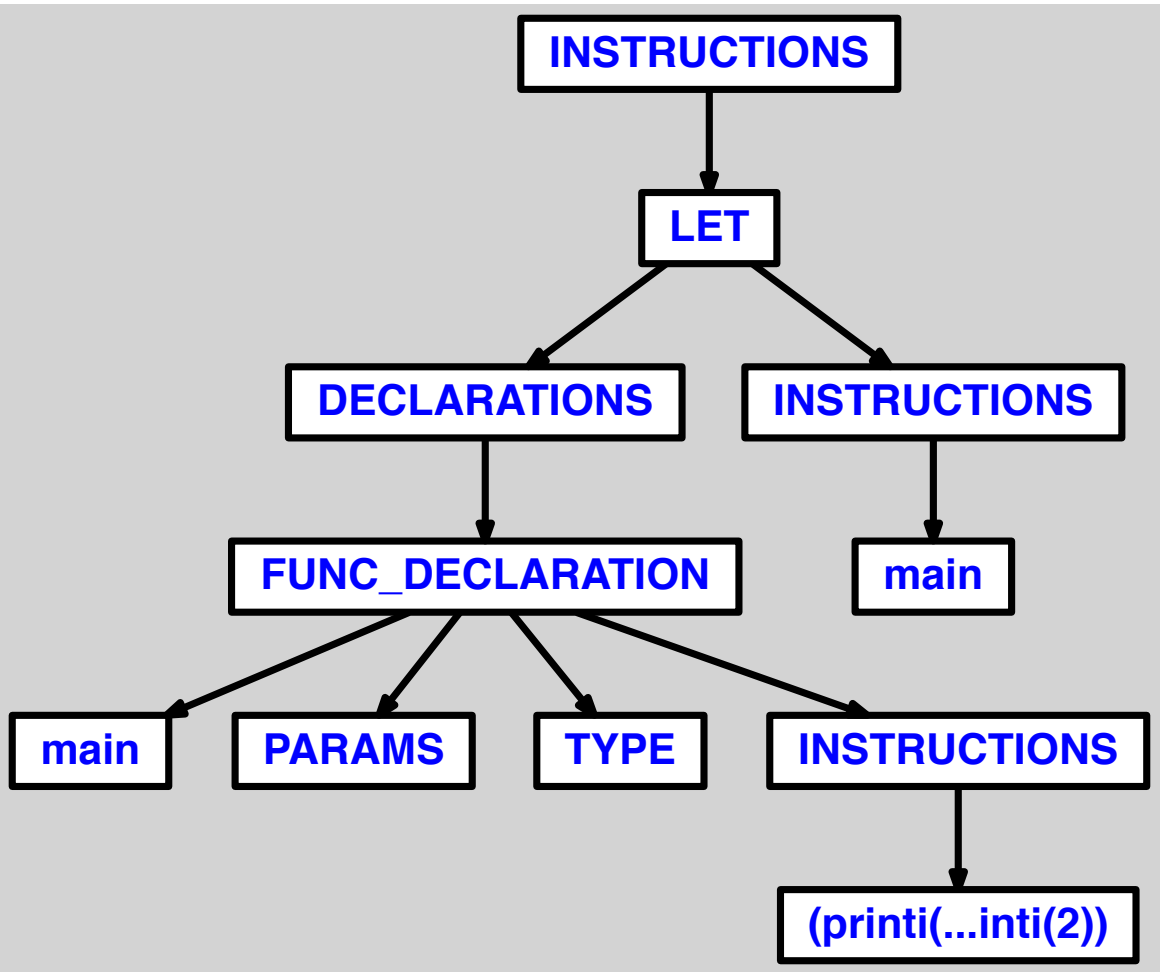 INSTRUCTIONS
LET
DECLARATIONS
INSTRUCTIONS
FUNC_DECLARATION
main
main
PARAMS
TYPE
INSTRUCTIONS
(printi(...inti(2))